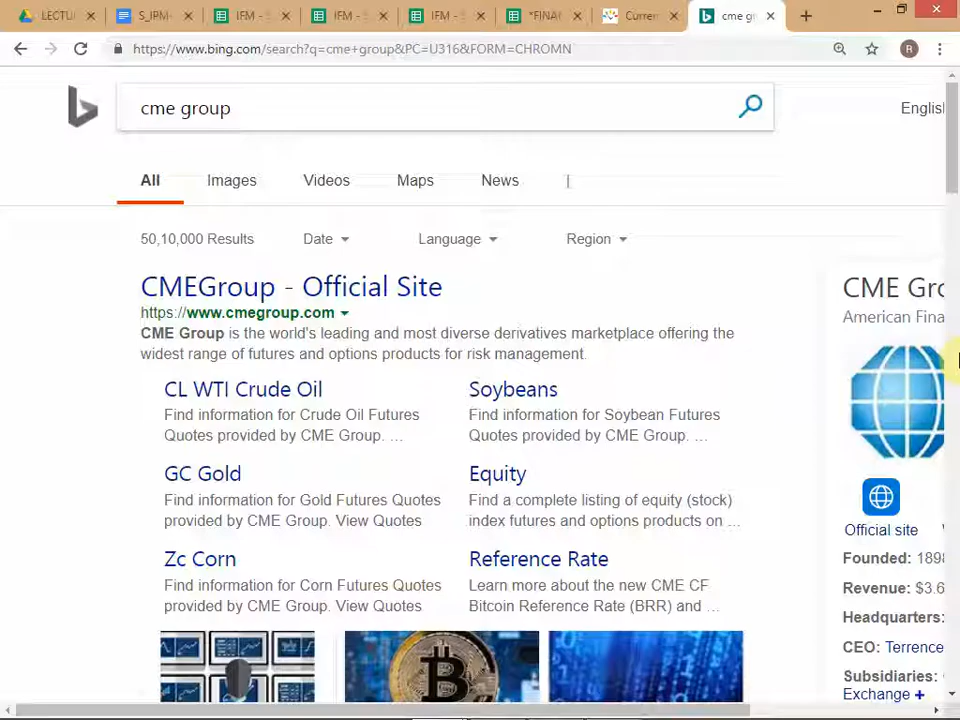 LECTU
S_IPM-
IFM - S
IFM - S
IFM - S
*FINAL
Curren
cme gr
https://www.bing.com/search?q=cme+group&PC=U316&FORM=CHROMN
R
cme group
English
All Images Videos Maps News
50,10,000 Results Date Language Region
CMEGroup - Official Site
https://www.cmegroup.com
CME Group is the world's leading and most diverse derivatives marketplace offering the
widest range of futures and options products for risk management.
CL WTI Crude Oil
Find information for Crude Oil Futures
Quotes provided by CME Group. ...
Soybeans
Find information for Soybean Futures
Quotes provided by CME Group. ...
GC Gold
Find information for Gold Futures Quotes
provided by CME Group. View Quotes
Equity
Find a complete listing of equity (stock)
index futures and options products on ...
Zc Corn
Find information for Corn Futures Quotes
provided by CME Group. View Quotes
Reference Rate
Learn more about the new CME CF
Bitcoin Reference Rate (BRR) and ...
CME Gro
American Fina
Official site
Founded: 1898
Revenue: $3.6
Headquarters:
CEO: Terrence
Subsidiaries:
Exchange +